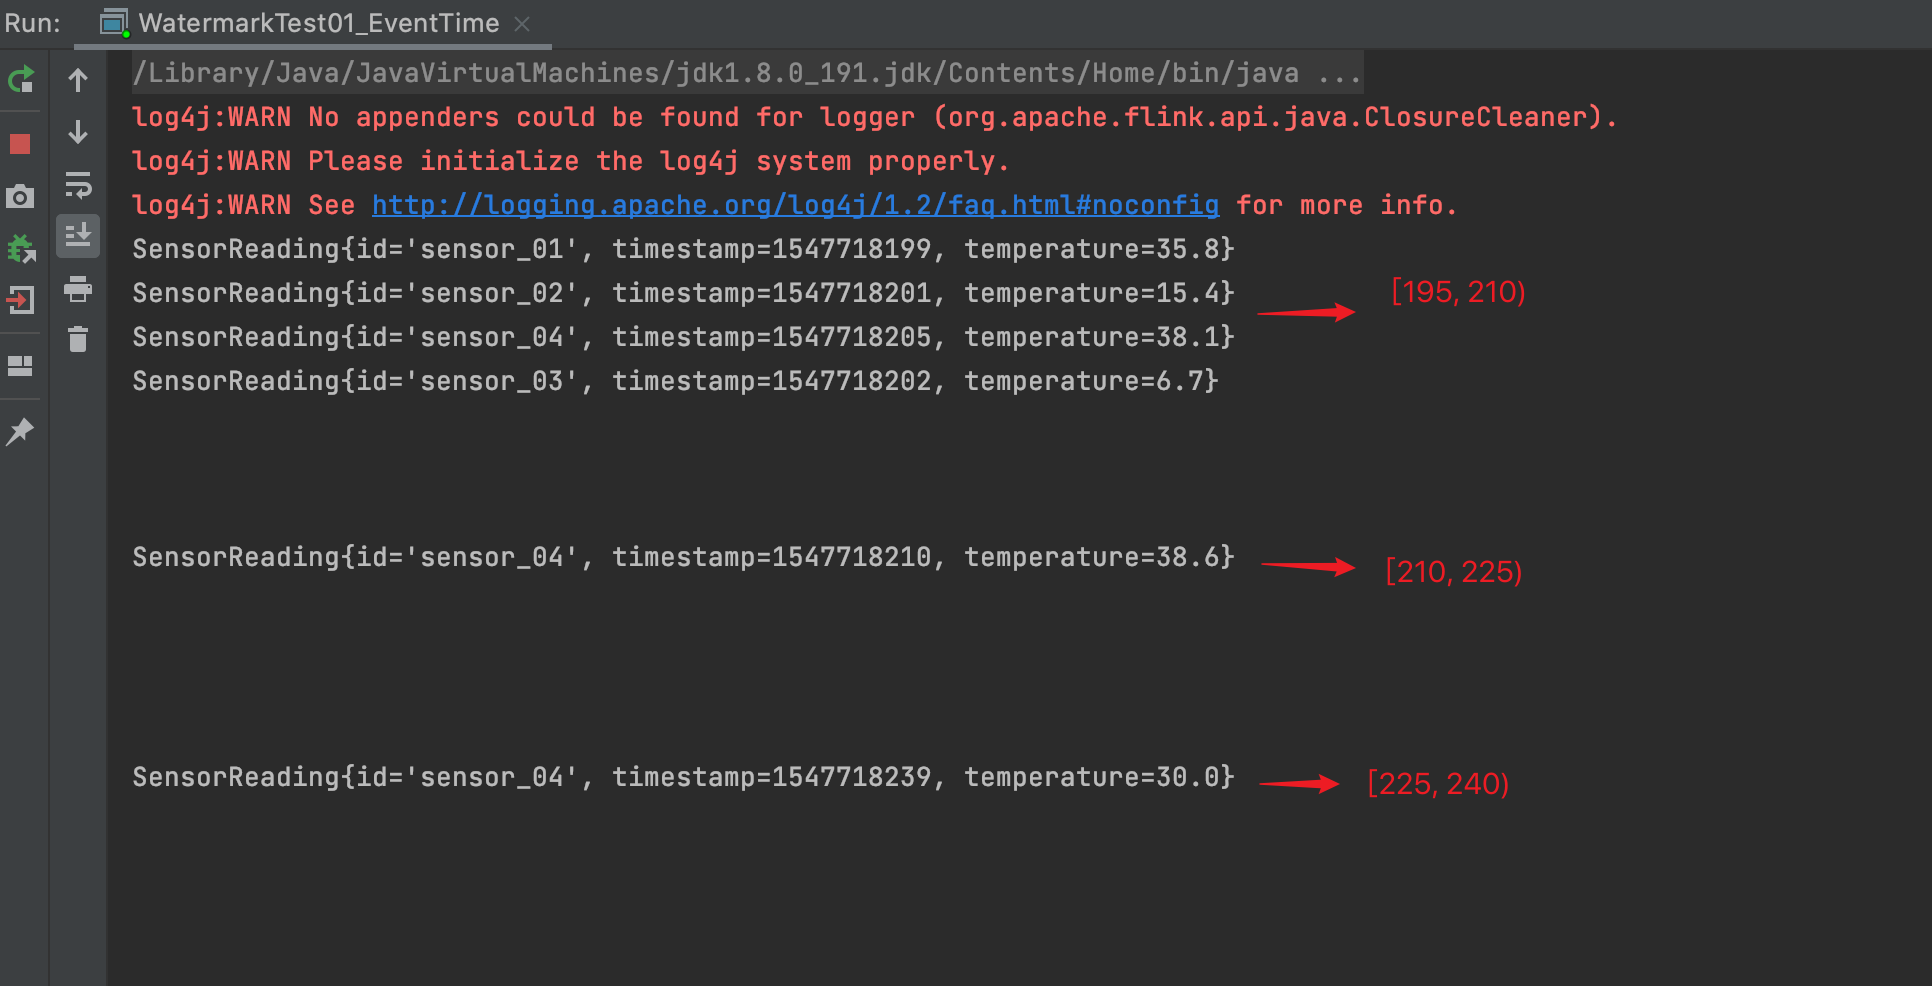 Run: WatermarkTest01_EventTime
/Library/Java/JavaVirtualMachines/jdk1.8.0_191.jdk/Contents/Home/bin/java ...
log4j:WARN No appenders could be found for logger (org.apache.flink.api.java.ClosureCleaner).
log4j:WARN Please initialize the log4j system properly.
log4j:WARN See http://logging.apache.org/log4j/1.2/faq.html#noconfig for more info.
SensorReading{id='sensor_01', timestamp=1547718199, temperature=35.8}
SensorReading{id='sensor_02', timestamp=1547718201, temperature=15.4} [195, 210)
SensorReading{id='sensor_04', timestamp=1547718205, temperature=38.1}
SensorReading{id='sensor_03', timestamp=1547718202, temperature=6.7}
SensorReading{id='sensor_04', timestamp=1547718210, temperature=38.6} [210, 225)
SensorReading{id='sensor_04', timestamp=1547718239, temperature=30.0} [225, 240)